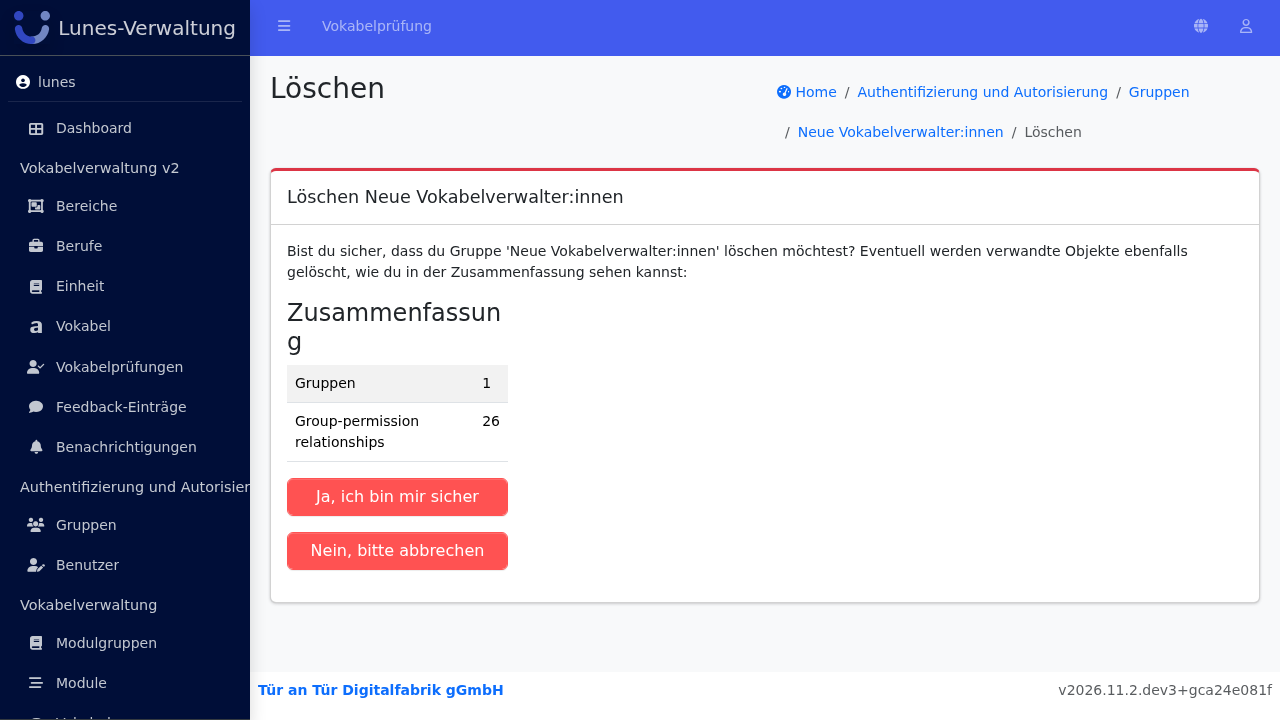 Lunes-Verwaltung
Vokabelprüfung
lunes
Dashboard
Vokabelverwaltung v2
Bereiche
Berufe
Einheit
Vokabel
Vokabelprüfungen
Feedback-Einträge
Benachrichtigungen
Authentifizierung und Autorisier
Gruppen
Benutzer
Vokabelverwaltung
Modulgruppen
Module
Löschen
Home / Authentifizierung und Autorisierung / Gruppen
/ Neue Vokabelverwalter:innen / Löschen
Löschen Neue Vokabelverwalter:innen
Bist du sicher, dass du Gruppe 'Neue Vokabelverwalter:innen' löschen möchtest? Eventuell werden verwandte Objekte ebenfalls
gelöscht, wie du in der Zusammenfassung sehen kannst:
Zusammenfassun
g
Gruppen 1
Group-permission 26
relationships
Ja, ich bin mir sicher
Nein, bitte abbrechen
Tür an Tür Digitalfabrik gGmbH
v2026.11.2.dev3+gca24e081f